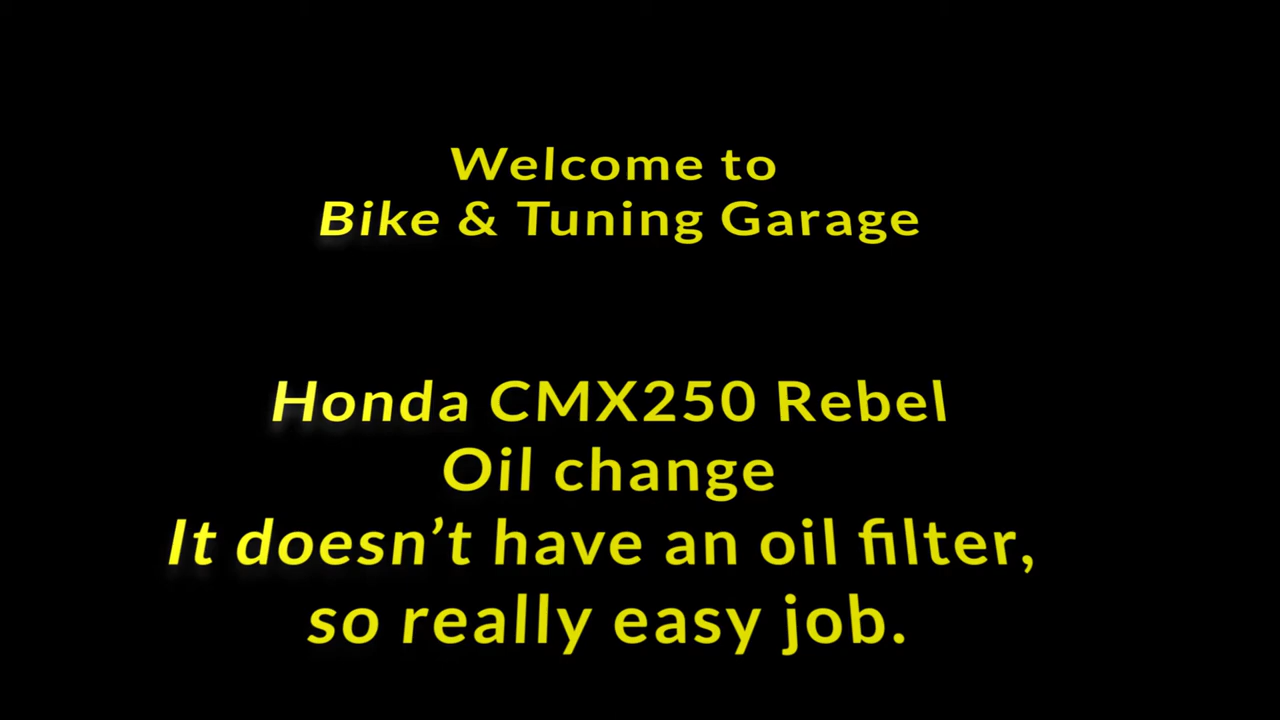 Welcome to
Bike & Tuning Garage
Honda CMX250 Rebel
Oil change
It doesn’t have an oil filter,
so really easy job.